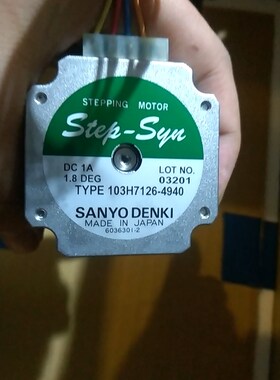 STEPPING MOTOR
Step-Syn
DC 1A LOT NO.
1.8 DEG 03201
TYPE 103H7126-4940
SANYO DENKI
MADE IN JAPAN
6036301-2